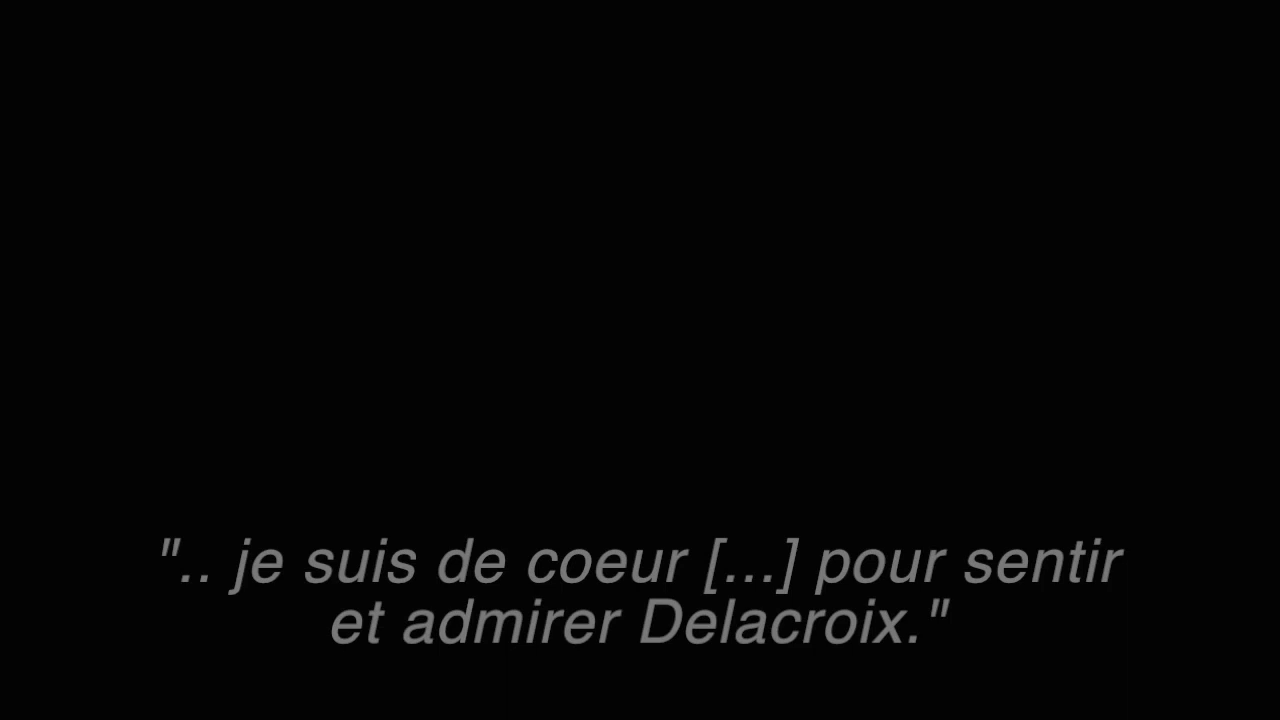 ".. je suis de coeur [...] pour sentir
et admirer Delacroix."